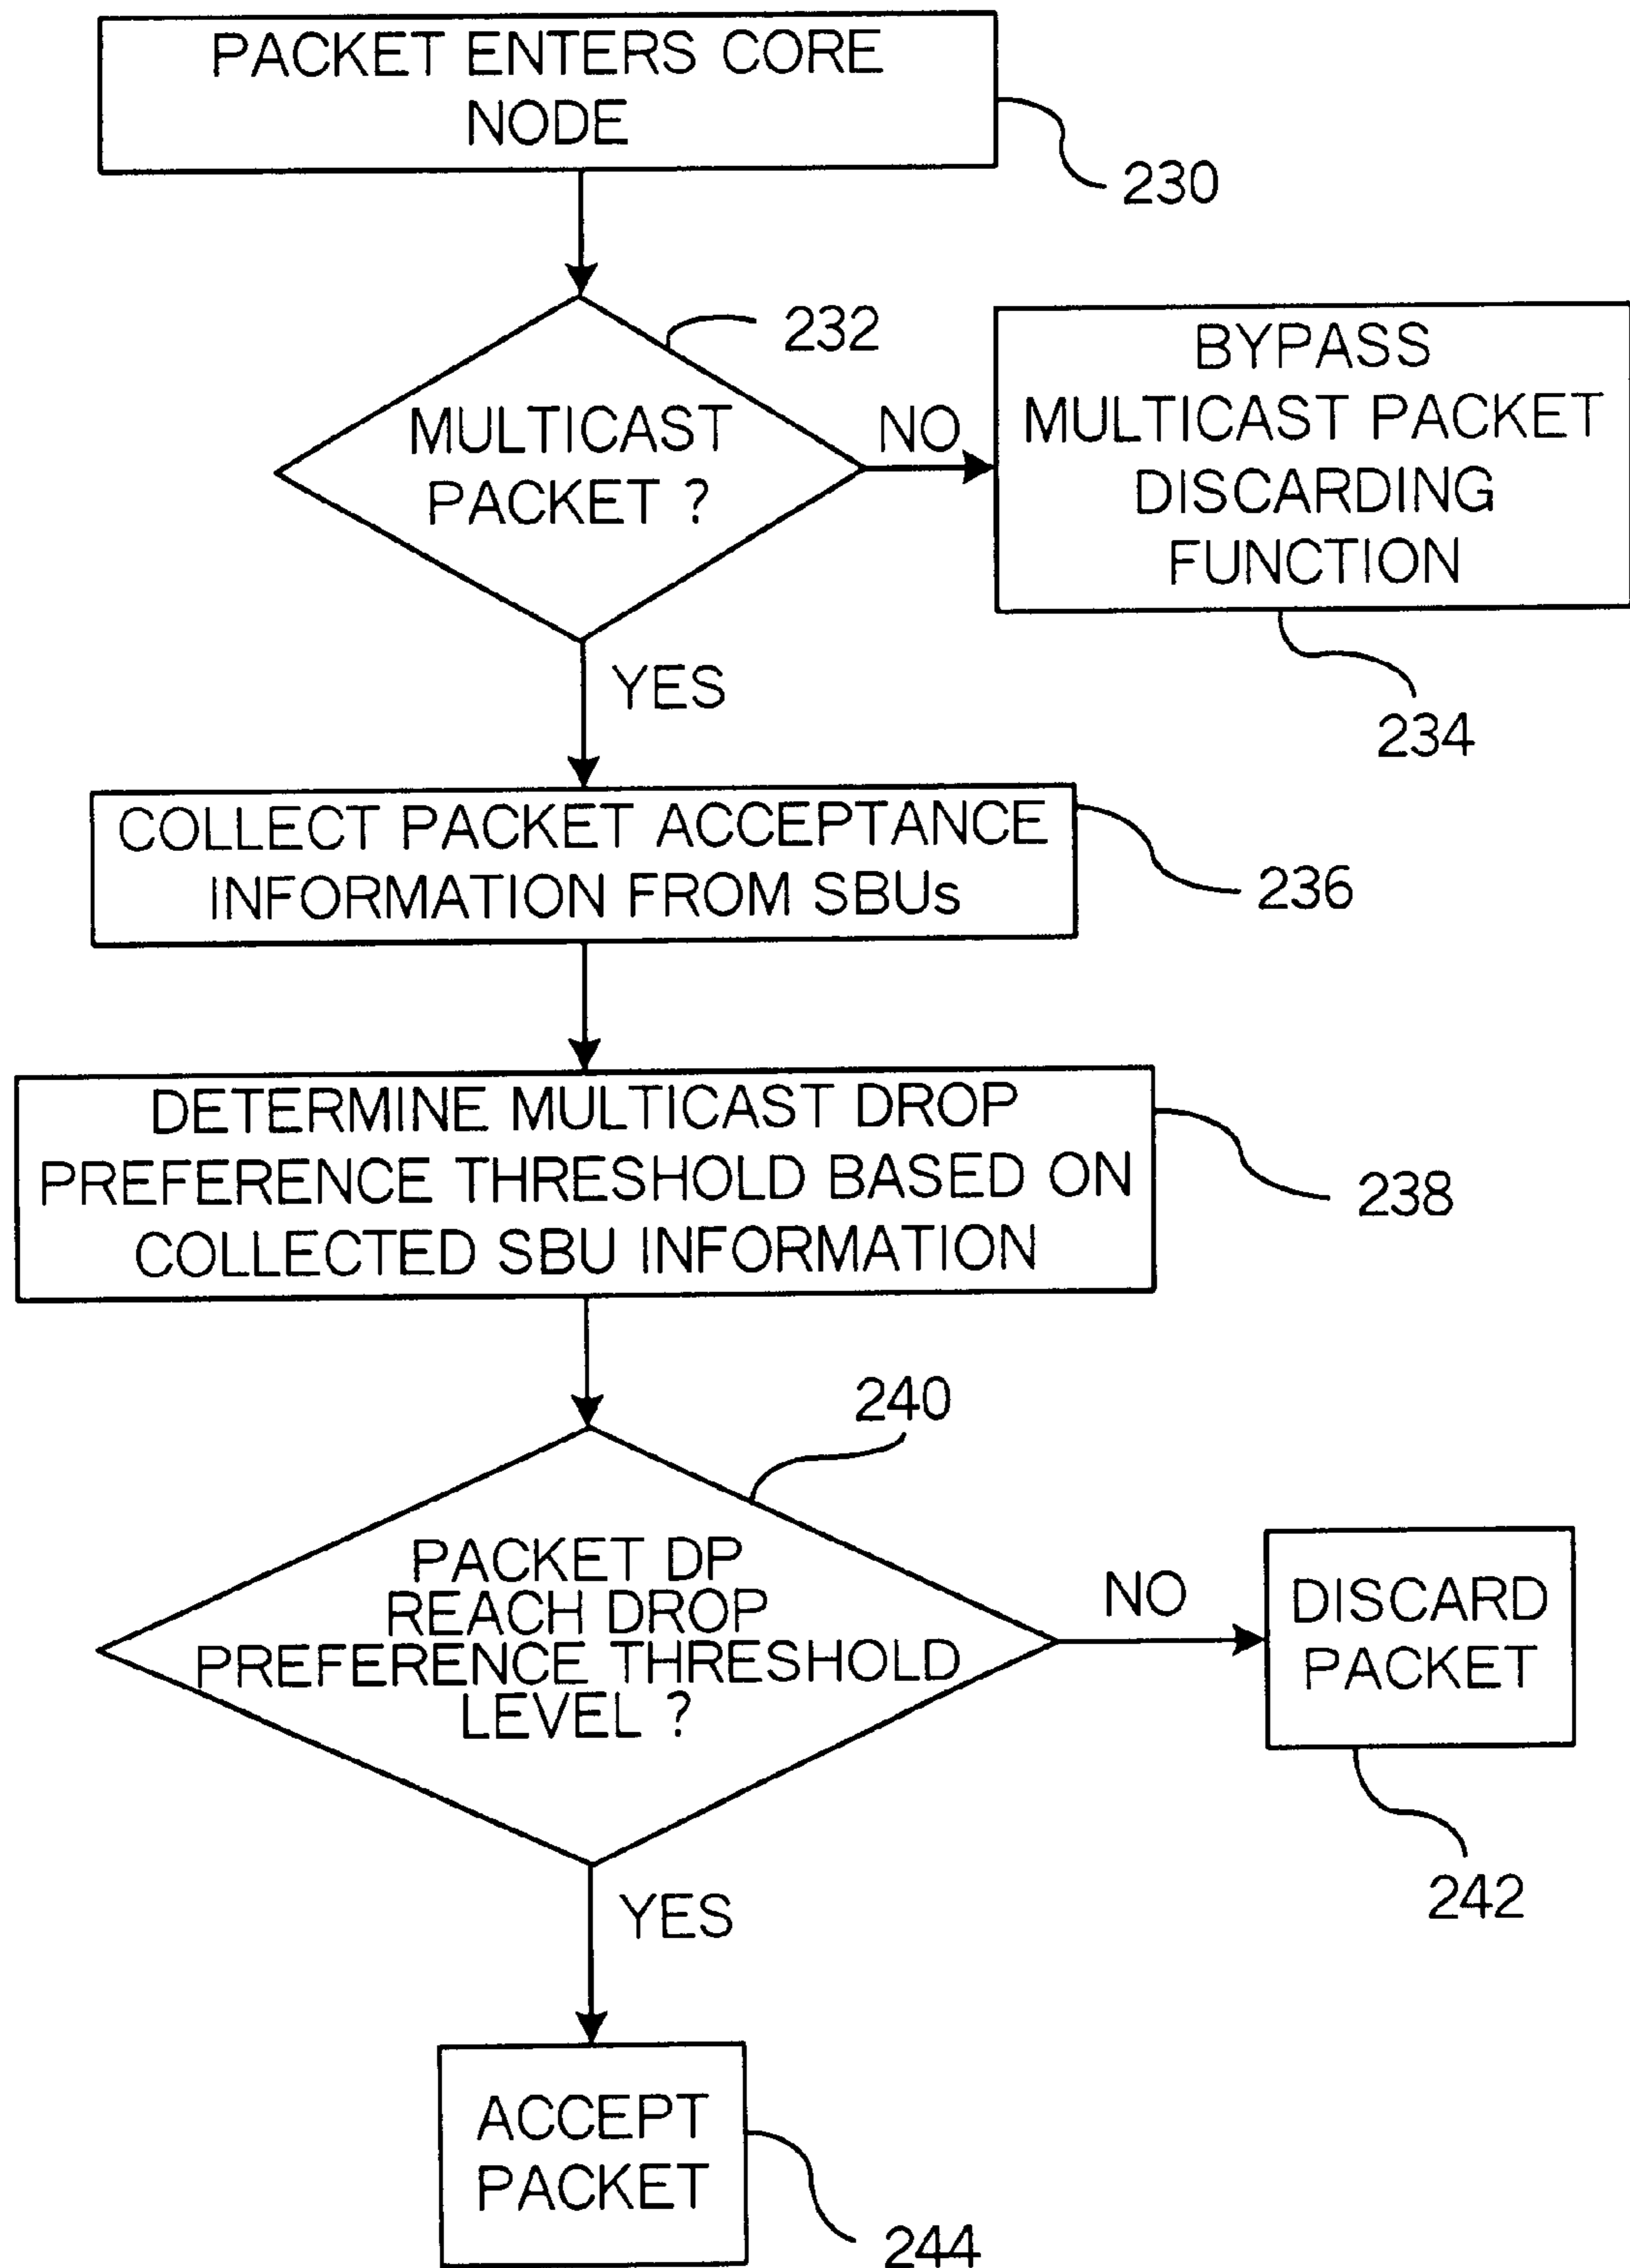 PACKET ENTERS CORE
NODE
230
232
MULTICAST
PACKET ?
NO
BYPASS
MULTICAST PACKET
DISCARDING
FUNCTION
234
YES
COLLECT PACKET ACCEPTANCE
INFORMATION FROM SBUs
236
DETERMINE MULTICAST DROP
PREFERENCE THRESHOLD BASED ON
COLLECTED SBU INFORMATION
238
240
PACKET DP
REACH DROP
PREFERENCE THRESHOLD
LEVEL ?
NO
DISCARD
PACKET
242
YES
ACCEPT
PACKET
244